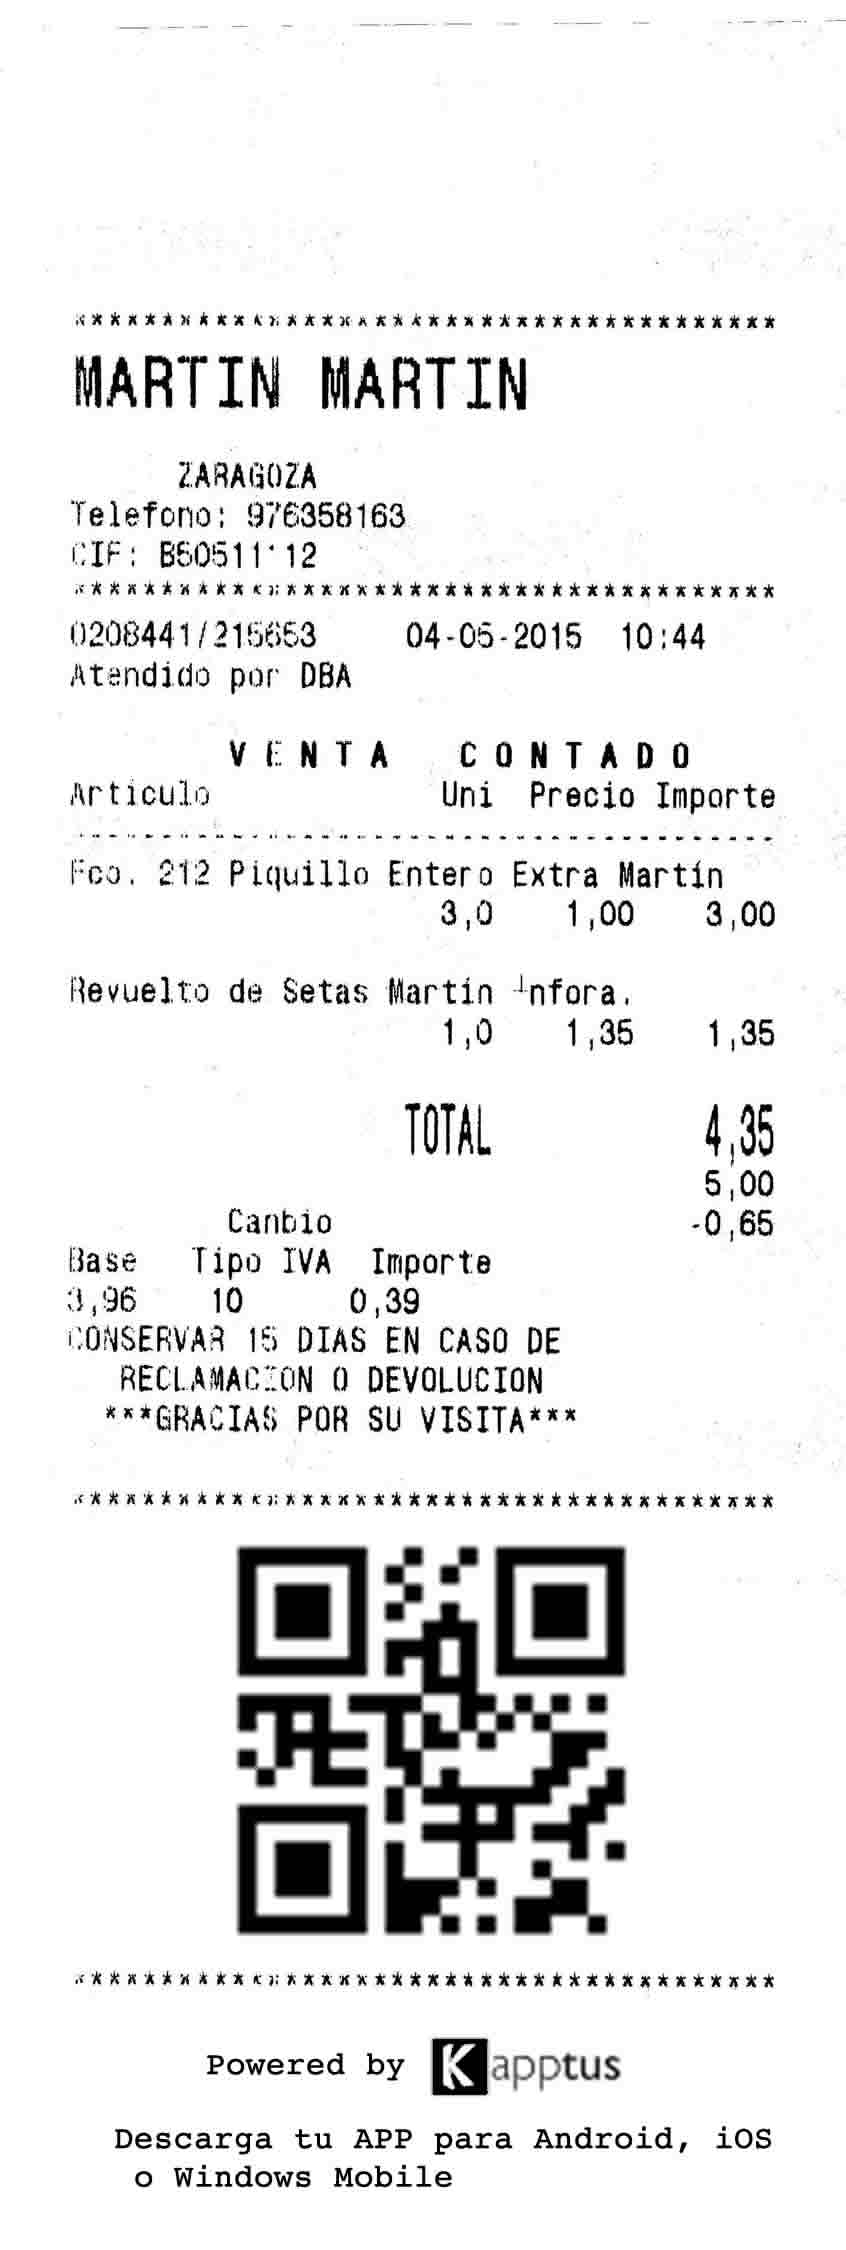 ****************************************
MARTIN MARTIN
ZARAGOZA
Telefono: 976358163
CIF:
****************************************
0208441/215653 04-05-2015 10:44
Atendido por DBA
VENTA CONTADO
Articulo Uni Precio Importe
----------------------------------------
Fco. 212 Piquillo Entero Extra Martín
3,0 1,00 3,00
Revuelto de Setas Martín
1,0 1,35 1,35
TOTAL 4,35
5,00
Cambio -0,65
Base Tipo IVA Importe
3,96 10 0,39
CONSERVAR 15 DIAS EN CASO DE
RECLAMACION O DEVOLUCION
***GRACIAS POR SU VISITA***
****************************************
****************************************
Powered by Kapptus
Descarga tu APP para Android, iOS
o Windows Mobile